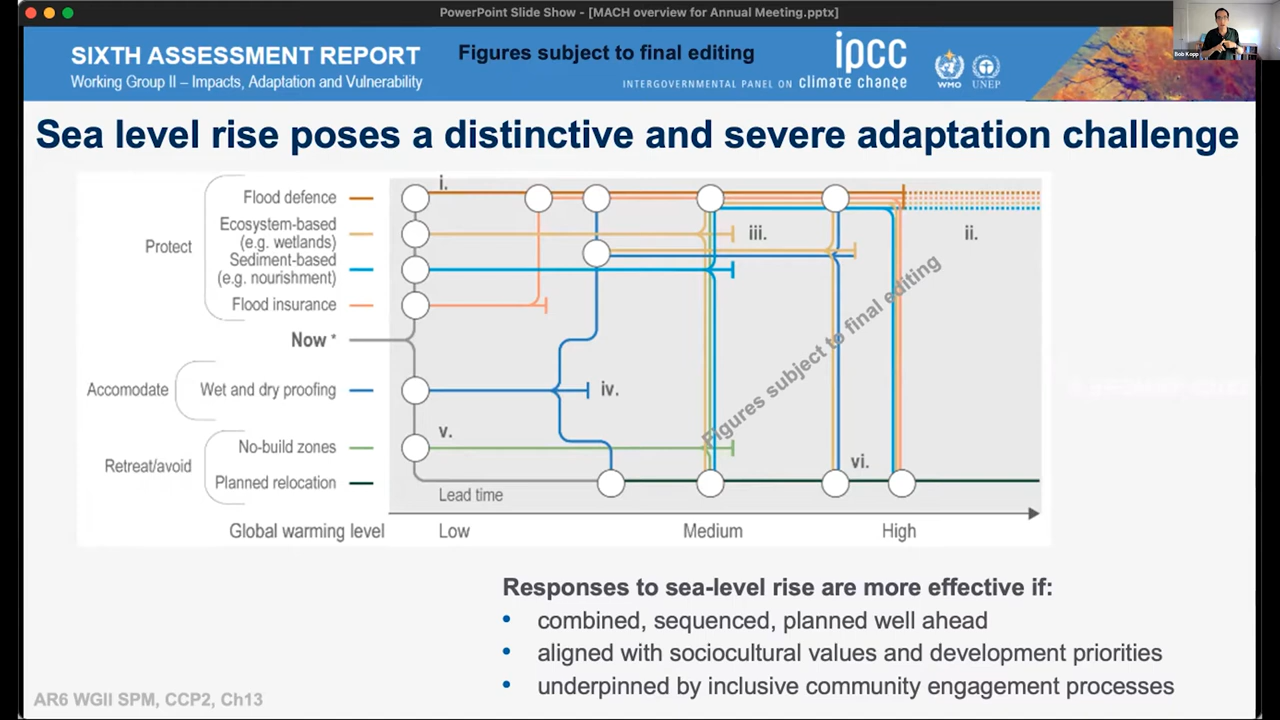 PowerPoint Slide Show - [MACH overview for Annual Meeting.pptx]
Bob Kopp
SIXTH ASSESSMENT REPORT
Working Group II – Impacts, Adaptation and Vulnerability
Figures subject to final editing
ipcc
INTERGOVERNMENTAL PANEL ON climate change
WMO
UNEP
Sea level rise poses a distinctive and severe adaptation challenge
Protect
Flood defence
Ecosystem-based
(e.g. wetlands)
Sediment-based
(e.g. nourishment)
Flood insurance
Now *
Accomodate
Wet and dry proofing
Retreat/avoid
No-build zones
Planned relocation
i.
ii.
iii.
iv.
v.
vi.
Figures subject to final editing
Lead time
Global warming level
Low
Medium
High
Responses to sea-level rise are more effective if:
• combined, sequenced, planned well ahead
• aligned with sociocultural values and development priorities
• underpinned by inclusive community engagement processes
AR6 WGII SPM, CCP2, Ch13